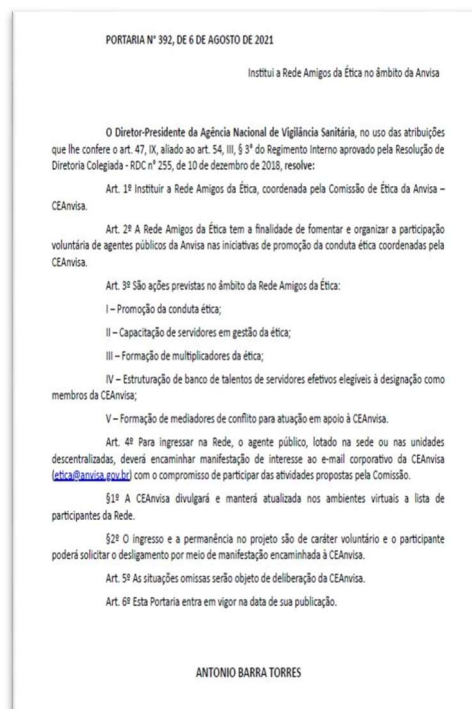 PORTARIA N° 392, DE 6 DE AGOSTO DE 2021
Institui a Rede Amigos da Ética no âmbito da Anvisa
O Diretor-Presidente da Agência Nacional de Vigilância Sanitária, no uso das atribuições
que lhe confere o art. 47, IX, aliado ao art. 54, III, § 3° do Regimento Interno aprovado pela Resolução de
Diretoria Colegiada - RDC n° 255, de 10 de dezembro de 2018, resolve:
Art. 1º Instituir a Rede Amigos da Ética, coordenada pela Comissão de Ética da Anvisa –
CEAnvisa.
Art. 2º A Rede Amigos da Ética tem a finalidade de fomentar e organizar a participação
voluntária de agentes públicos da Anvisa nas iniciativas de promoção da conduta ética coordenadas pela
CEAnvisa.
Art. 3º São ações previstas no âmbito da Rede Amigos da Ética:
I – Promoção da conduta ética;
II – Capacitação de servidores em gestão da ética;
III – Formação de multiplicadores da ética;
IV – Estruturação de banco de talentos de servidores efetivos elegíveis à designação como
membros da CEAnvisa;
V – Formação de mediadores de conflito para atuação em apoio à CEAnvisa.
Art. 4º Para ingressar na Rede, o agente público, lotado na sede ou nas unidades
descentralizadas, deverá encaminhar manifestação de interesse ao e-mail corporativo da CEAnvisa
(etica@anvisa.gov.br) com o compromisso de participar das atividades propostas pela Comissão.
§1º A CEAnvisa divulgará e manterá atualizada nos ambientes virtuais a lista de
participantes da Rede.
§2º O ingresso e a permanência no projeto são de caráter voluntário e o participante
poderá solicitar o desligamento por meio de manifestação encaminhada à CEAnvisa.
Art. 5º As situações omissas serão objeto de deliberação da CEAnvisa.
Art. 6º Esta Portaria entra em vigor na data de sua publicação.
ANTONIO BARRA TORRES